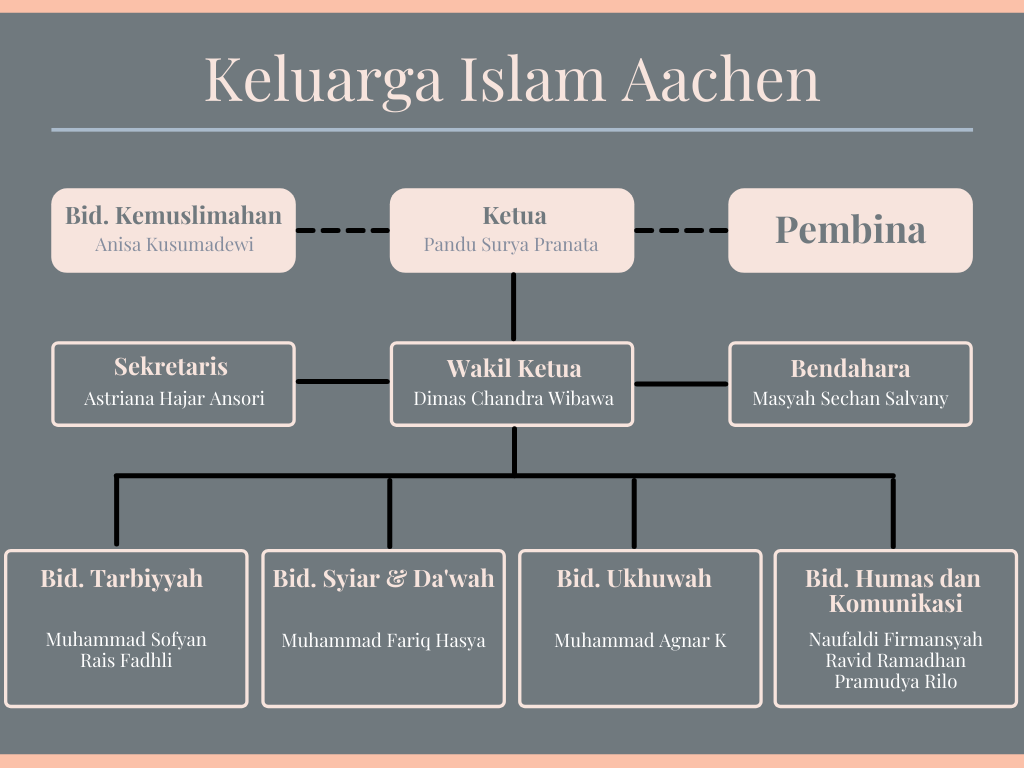 Keluarga Islam Aachen
Bid. Kemuslimahan
Anisa Kusumadewi
Ketua
Pandu Surya Pranata
Pembina
Sekretaris
Astriana Hajar Ansori
Wakil Ketua
Dimas Chandra Wibawa
Bendahara
Masyah Sechan Salvany
Bid. Tarbiyyah
Muhammad Sofyan
Rais Fadhli
Bid. Syiar & Da'wah
Muhammad Fariq Hasya
Bid. Ukhuwah
Muhammad Agnar K
Bid. Humas dan
Komunikasi
Naufaldi Firmansyah
Ravid Ramadhan
Pramudya Rilo